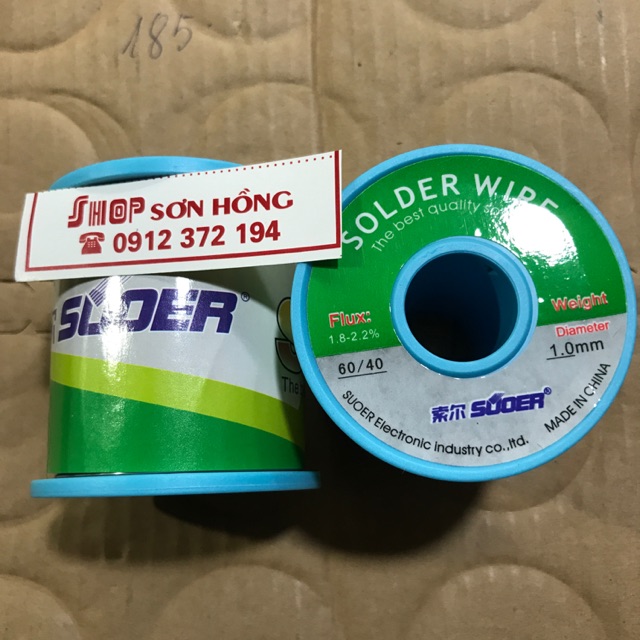 185
SHOP SƠN HỒNG
☎ 0912 372 194
SUOER®
The
SOLDER WIRE
The best quality
Flux:
1.8-2.2%
Weight
Diameter
60/40
1.0mm
索尔 SUOER®
SUOER Electronic industry co.,ltd.
MADE IN CHINA